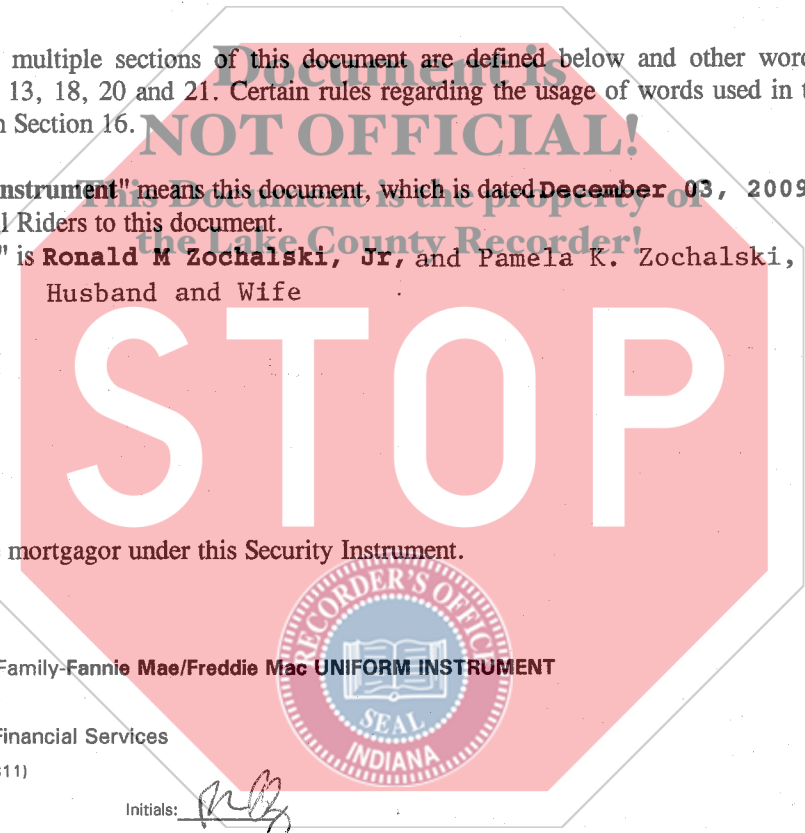 multiple sections of this document are defined below and other word
Document is
13, 18, 20 and 21. Certain rules regarding the usage of words used in t
n Section 16.
NOT OFFICIAL!
nstrument" means this document, which is dated December 03, 2009
This Document is the property of
l Riders to this document.
the Lake County Recorder!
" is Ronald M Zochalski, Jr, and Pamela K. Zochalski,
Husband and Wife
STOP
mortgagor under this Security Instrument.
RECORDER'S OFFICE
SEAL
INDIANA
Family-Fannie Mae/Freddie Mac UNIFORM INSTRUMENT
Financial Services
11)
Initials: